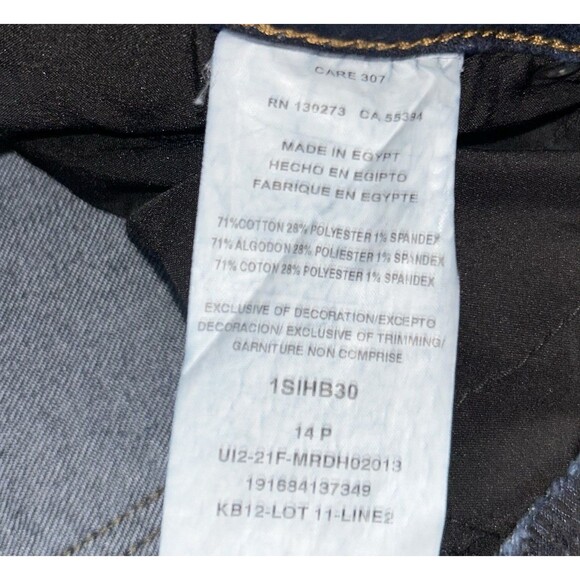 CARE 307
RN 130273 CA 55394
MADE IN EGYPT
HECHO EN EGIPTO
FABRIQUE EN EGYPTE
71%COTTON 28% POLYESTER 1% SPANDEX
71% ALGODON 28% POLIESTER 1% SPANDEX
71% COTON 28% POLYESTER 1% SPANDEX
EXCLUSIVE OF DECORATION/EXCEPTO
DECORACION/ EXCLUSIVE OF TRIMMING/
GARNITURE NON COMPRISE
1SIHB30
14 P
UI2-21F-MRDH02013
191684137349
KB12-LOT 11-LINE2